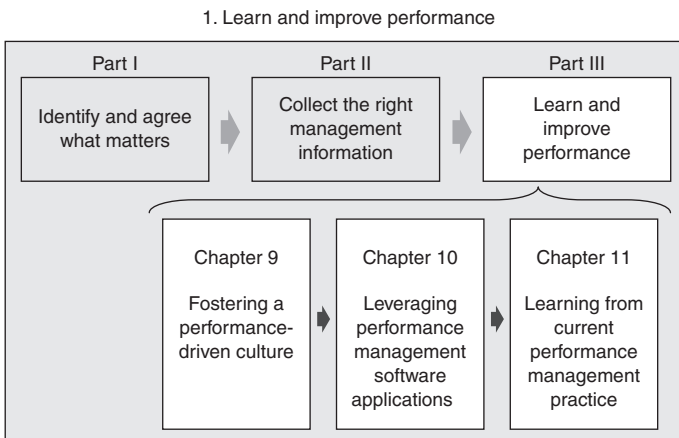 1. Learn and improve performance
Part I
Identify and agree
what matters
Part II
Collect the right
management
information
Part III
Learn and
improve
performance
Chapter 9
Fostering a
performance-
driven culture
Chapter 10
Leveraging
performance
management
software
applications
Chapter 11
Learning from
current
performance
management
practice